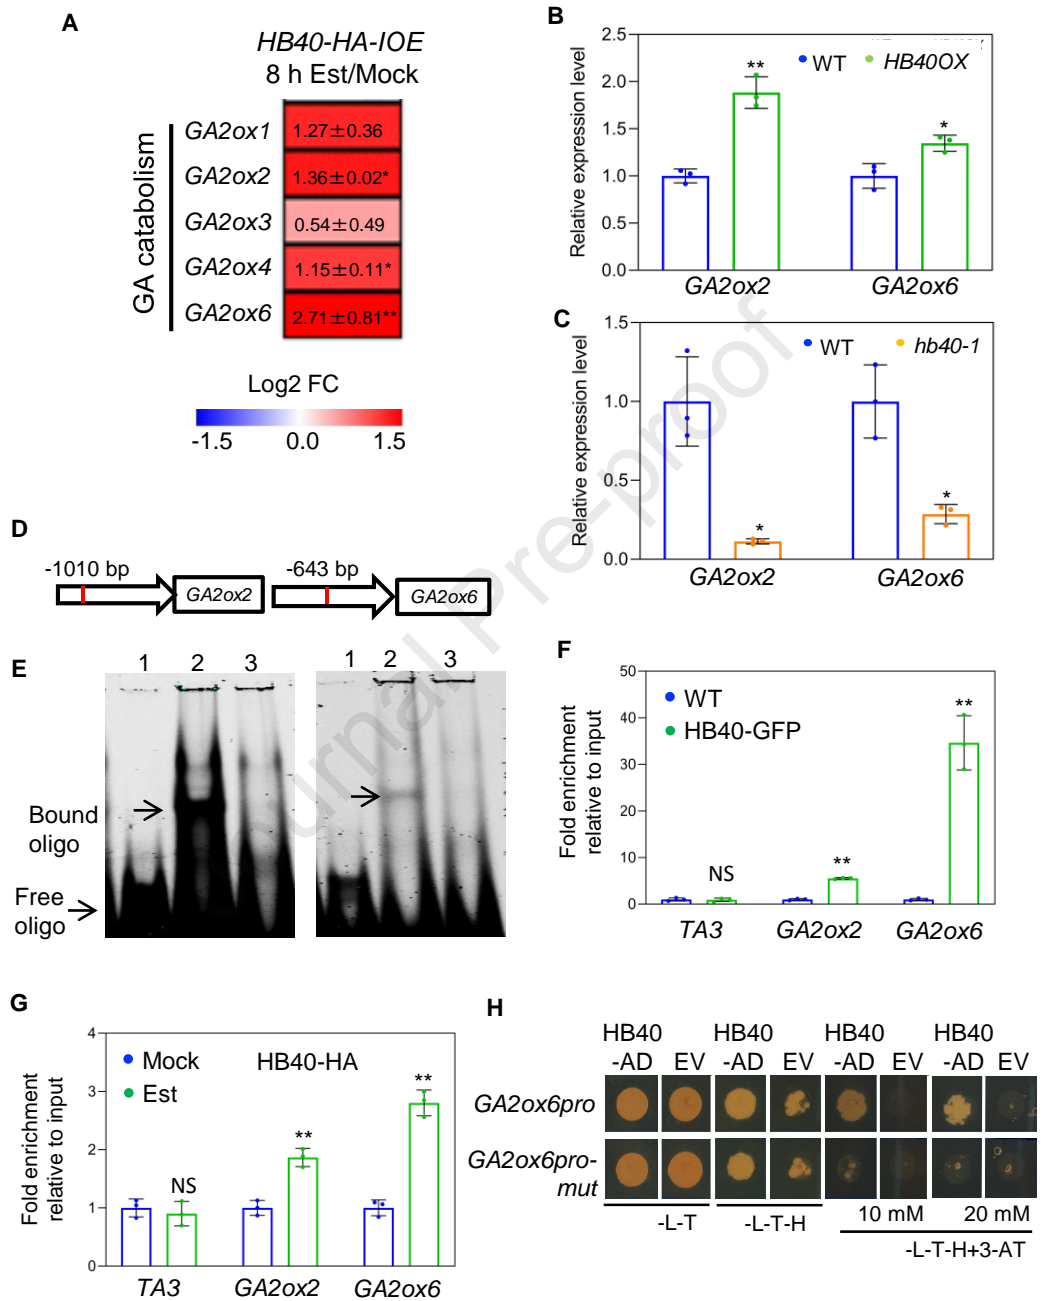 A
HB40-HA-IOE
8 h Est/Mock
GA catabolism
GA2ox1 1.27±0.36
GA2ox2 1.36±0.02*
GA2ox3 0.54±0.49
GA2ox4 1.15±0.11*
GA2ox6 2.71±0.81**
Log2 FC
-1.5 0.0 1.5
B
Relative expression level
2.5
2.0
1.5
1.0
0.5
0.0
WT HB40OX
** *
GA2ox2 GA2ox6
C
Relative expression level
1.5
1.0
0.5
0.0
WT hb40-1
* *
GA2ox2 GA2ox6
D
-1010 bp -643 bp
GA2ox2 GA2ox6
E
1 2 3 1 2 3
Bound
oligo
Free
oligo
F
Fold enrichment
relative to input
50
40
30
20
10
0
WT
HB40-GFP
NS ** **
TA3 GA2ox2 GA2ox6
G
Fold enrichment
relative to input
4
3
2
1
0
Mock HB40-HA
Est
NS ** **
TA3 GA2ox2 GA2ox6
H
HB40 HB40 HB40 HB40
-AD EV -AD EV -AD EV -AD EV
GA2ox6pro
GA2ox6pro-
mut
-L-T -L-T-H 10 mM 20 mM
-L-T-H+3-AT
Journal Pre-proof